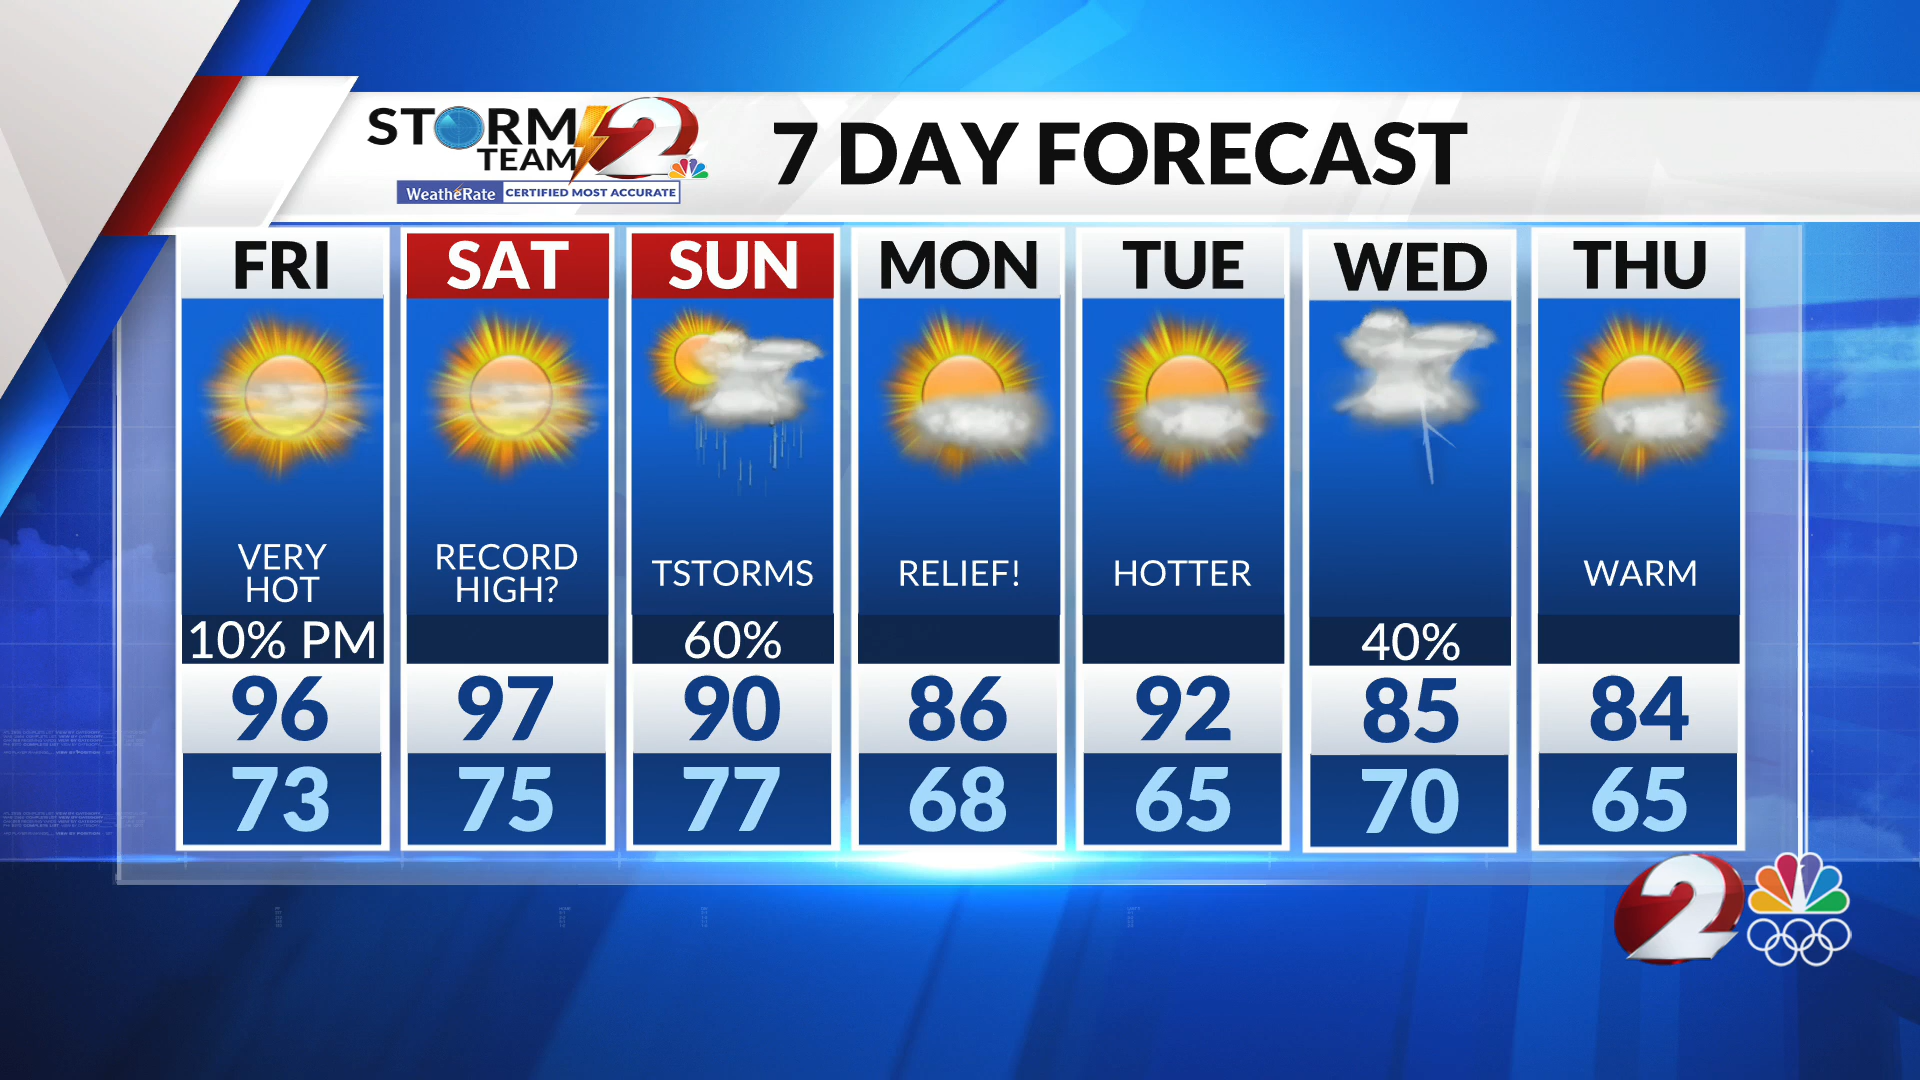 STORM
TEAM 2
WeatheRate CERTIFIED MOST ACCURATE
7 DAY FORECAST
FRI SAT SUN MON TUE WED THU
VERY HOT
RECORD HIGH?
TSTORMS
RELIEF!
HOTTER
WARM
10% PM
60%
40%
96 97 90 86 92 85 84
73 75 77 68 65 70 65
2